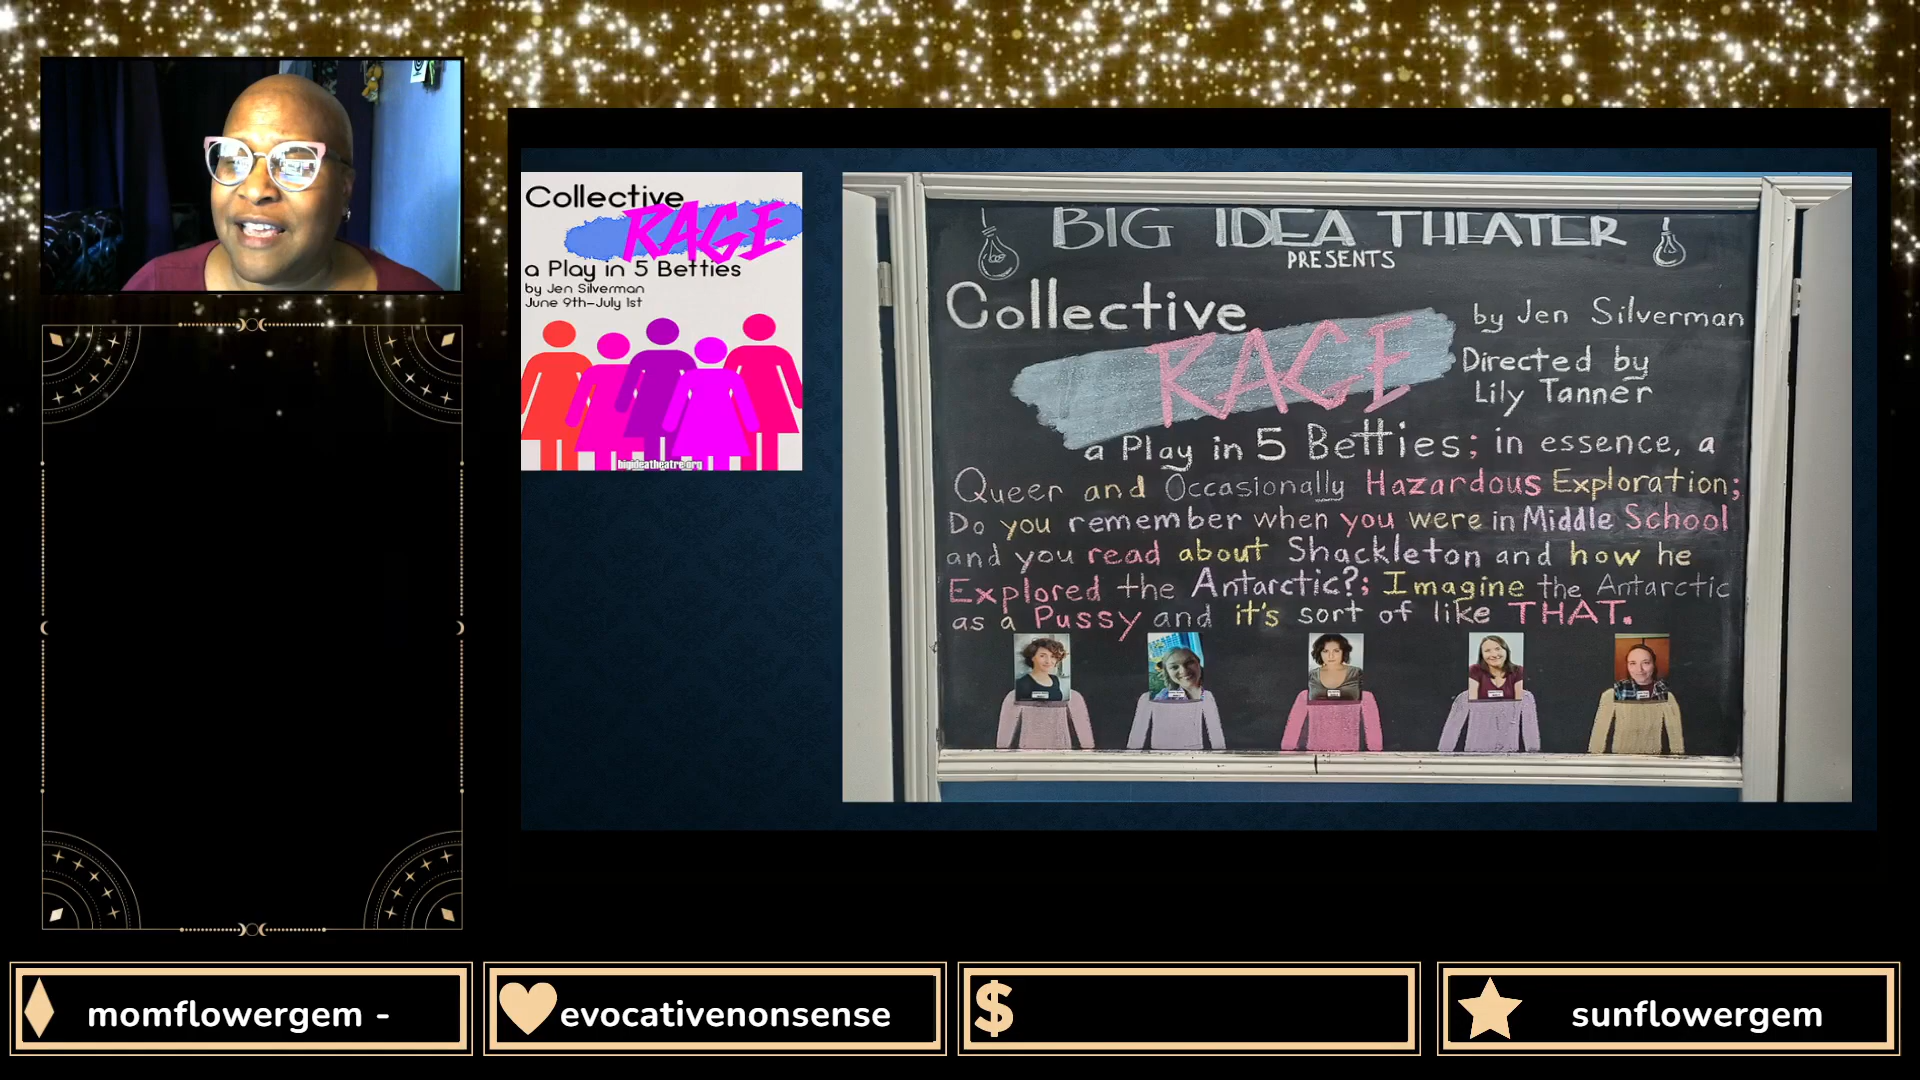 Collective
RAGE
a Play in 5 Betties
by Jen Silverman
June 9th-July 1st
bigideatheatre.org
BIG IDEA THEATER
PRESENTS
Collective
RAGE
by Jen Silverman
Directed by
Lily Tanner
a Play in 5 Betties; in essence, a
Queer and Occasionally Hazardous Exploration;
Do you remember when you were in Middle School
and you read about Shackleton and how he
Explored the Antarctic?; Imagine the Antarctic
as a Pussy and it's sort of like THAT.
momflowergem -
evocativenonsense
$
sunflowergem